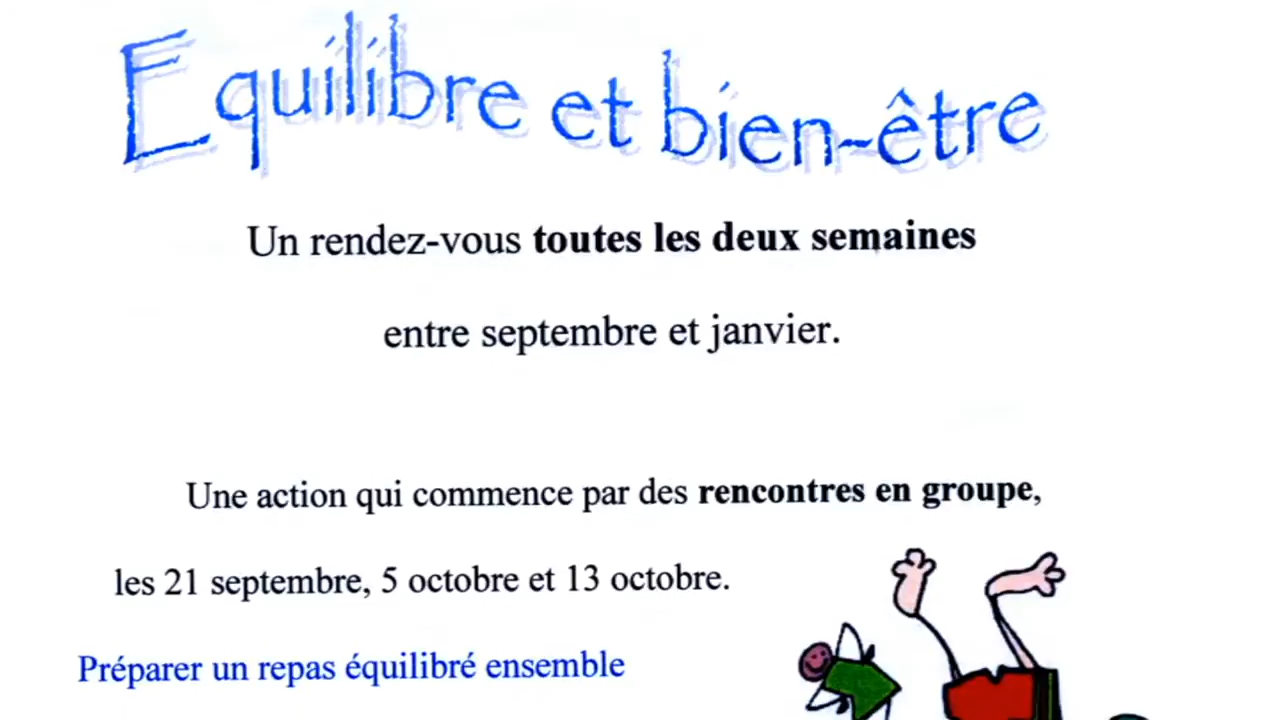 Equilibre et bien-être
Un rendez-vous toutes les deux semaines
entre septembre et janvier.
Une action qui commence par des rencontres en groupe,
les 21 septembre, 5 octobre et 13 octobre.
Préparer un repas équilibré ensemble